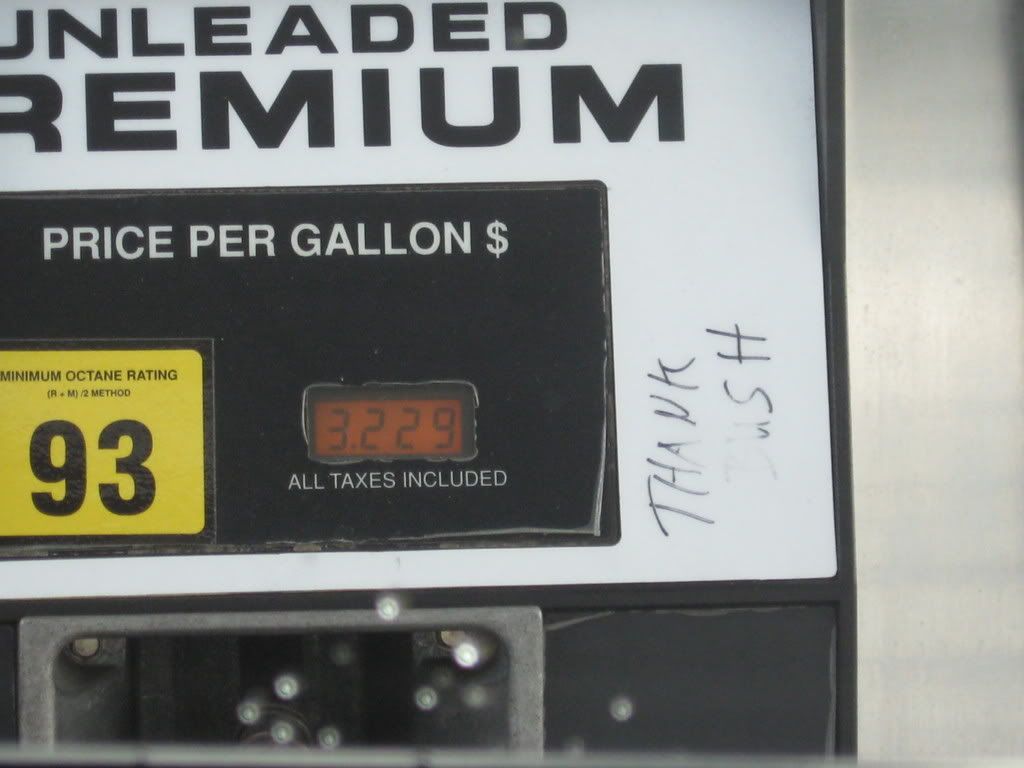 UNLEADED
REMIUM
PRICE PER GALLON $
MINIMUM OCTANE RATING
(R + M) /2 METHOD
93
3.229
ALL TAXES INCLUDED
THANK
BUSH